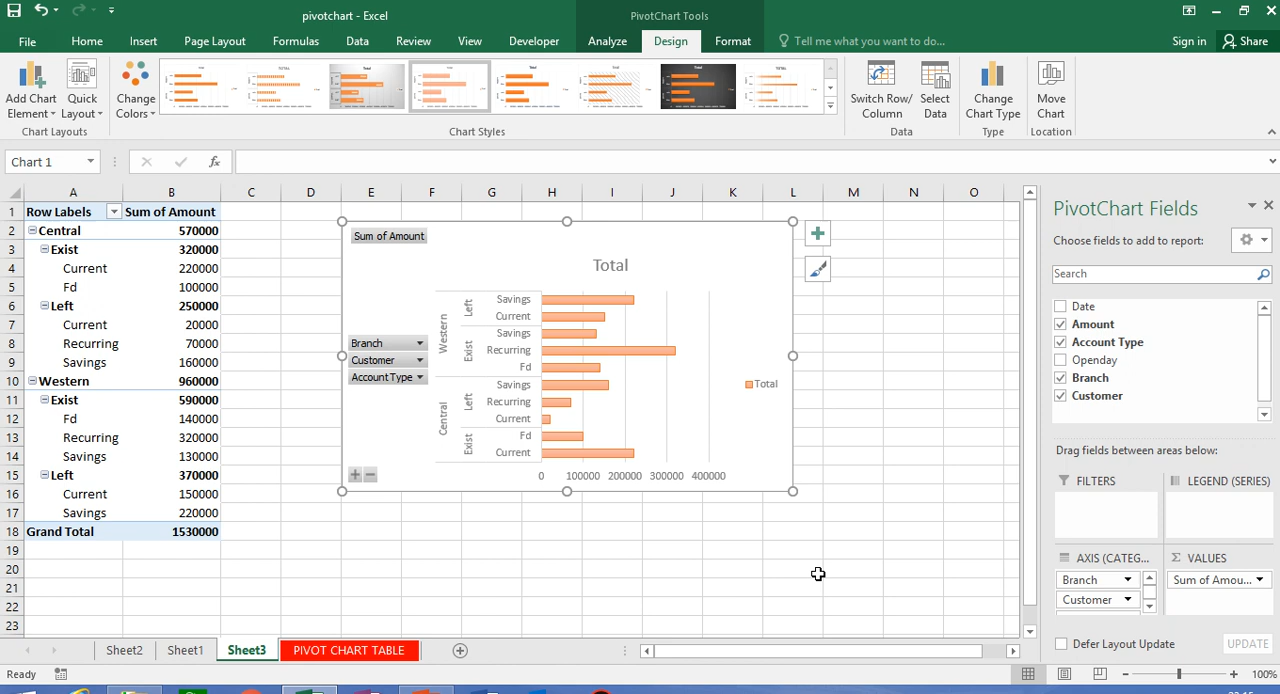 pivotchart - Excel
PivotChart Tools
File Home Insert Page Layout Formulas Data Review View Developer Analyze Design Format Tell me what you want to do... Sign in Share
Add Chart Element
Quick Layout
Change Colors
Switch Row/ Column
Select Data
Change Chart Type
Move Chart
Chart Layouts Chart Styles Data Type Location
Chart 1 fx
A B C D E F G H I J K L M N O
1 Row Labels Sum of Amount
2 Central 570000
3 Exist 320000
4 Current 220000
5 Fd 100000
6 Left 250000
7 Current 20000
8 Recurring 70000
9 Savings 160000
10 Western 960000
11 Exist 590000
12 Fd 140000
13 Recurring 320000
14 Savings 130000
15 Left 370000
16 Current 150000
17 Savings 220000
18 Grand Total 1530000
19
20
21
22
23
Sum of Amount
Total
Branch
Customer
Account Type
Western
Left
Savings
Current
Exist
Savings
Recurring
Fd
Central
Left
Savings
Recurring
Current
Exist
Fd
Current
0 100000 200000 300000 400000
Total
PivotChart Fields
Choose fields to add to report:
Search
Date
Amount
Account Type
Openday
Branch
Customer
Drag fields between areas below:
FILTERS LEGEND (SERIES)
AXIS (CATEG... Σ VALUES
Branch Sum of Amou...
Customer
Defer Layout Update UPDATE
Sheet2 Sheet1 Sheet3 PIVOT CHART TABLE
Ready 100%